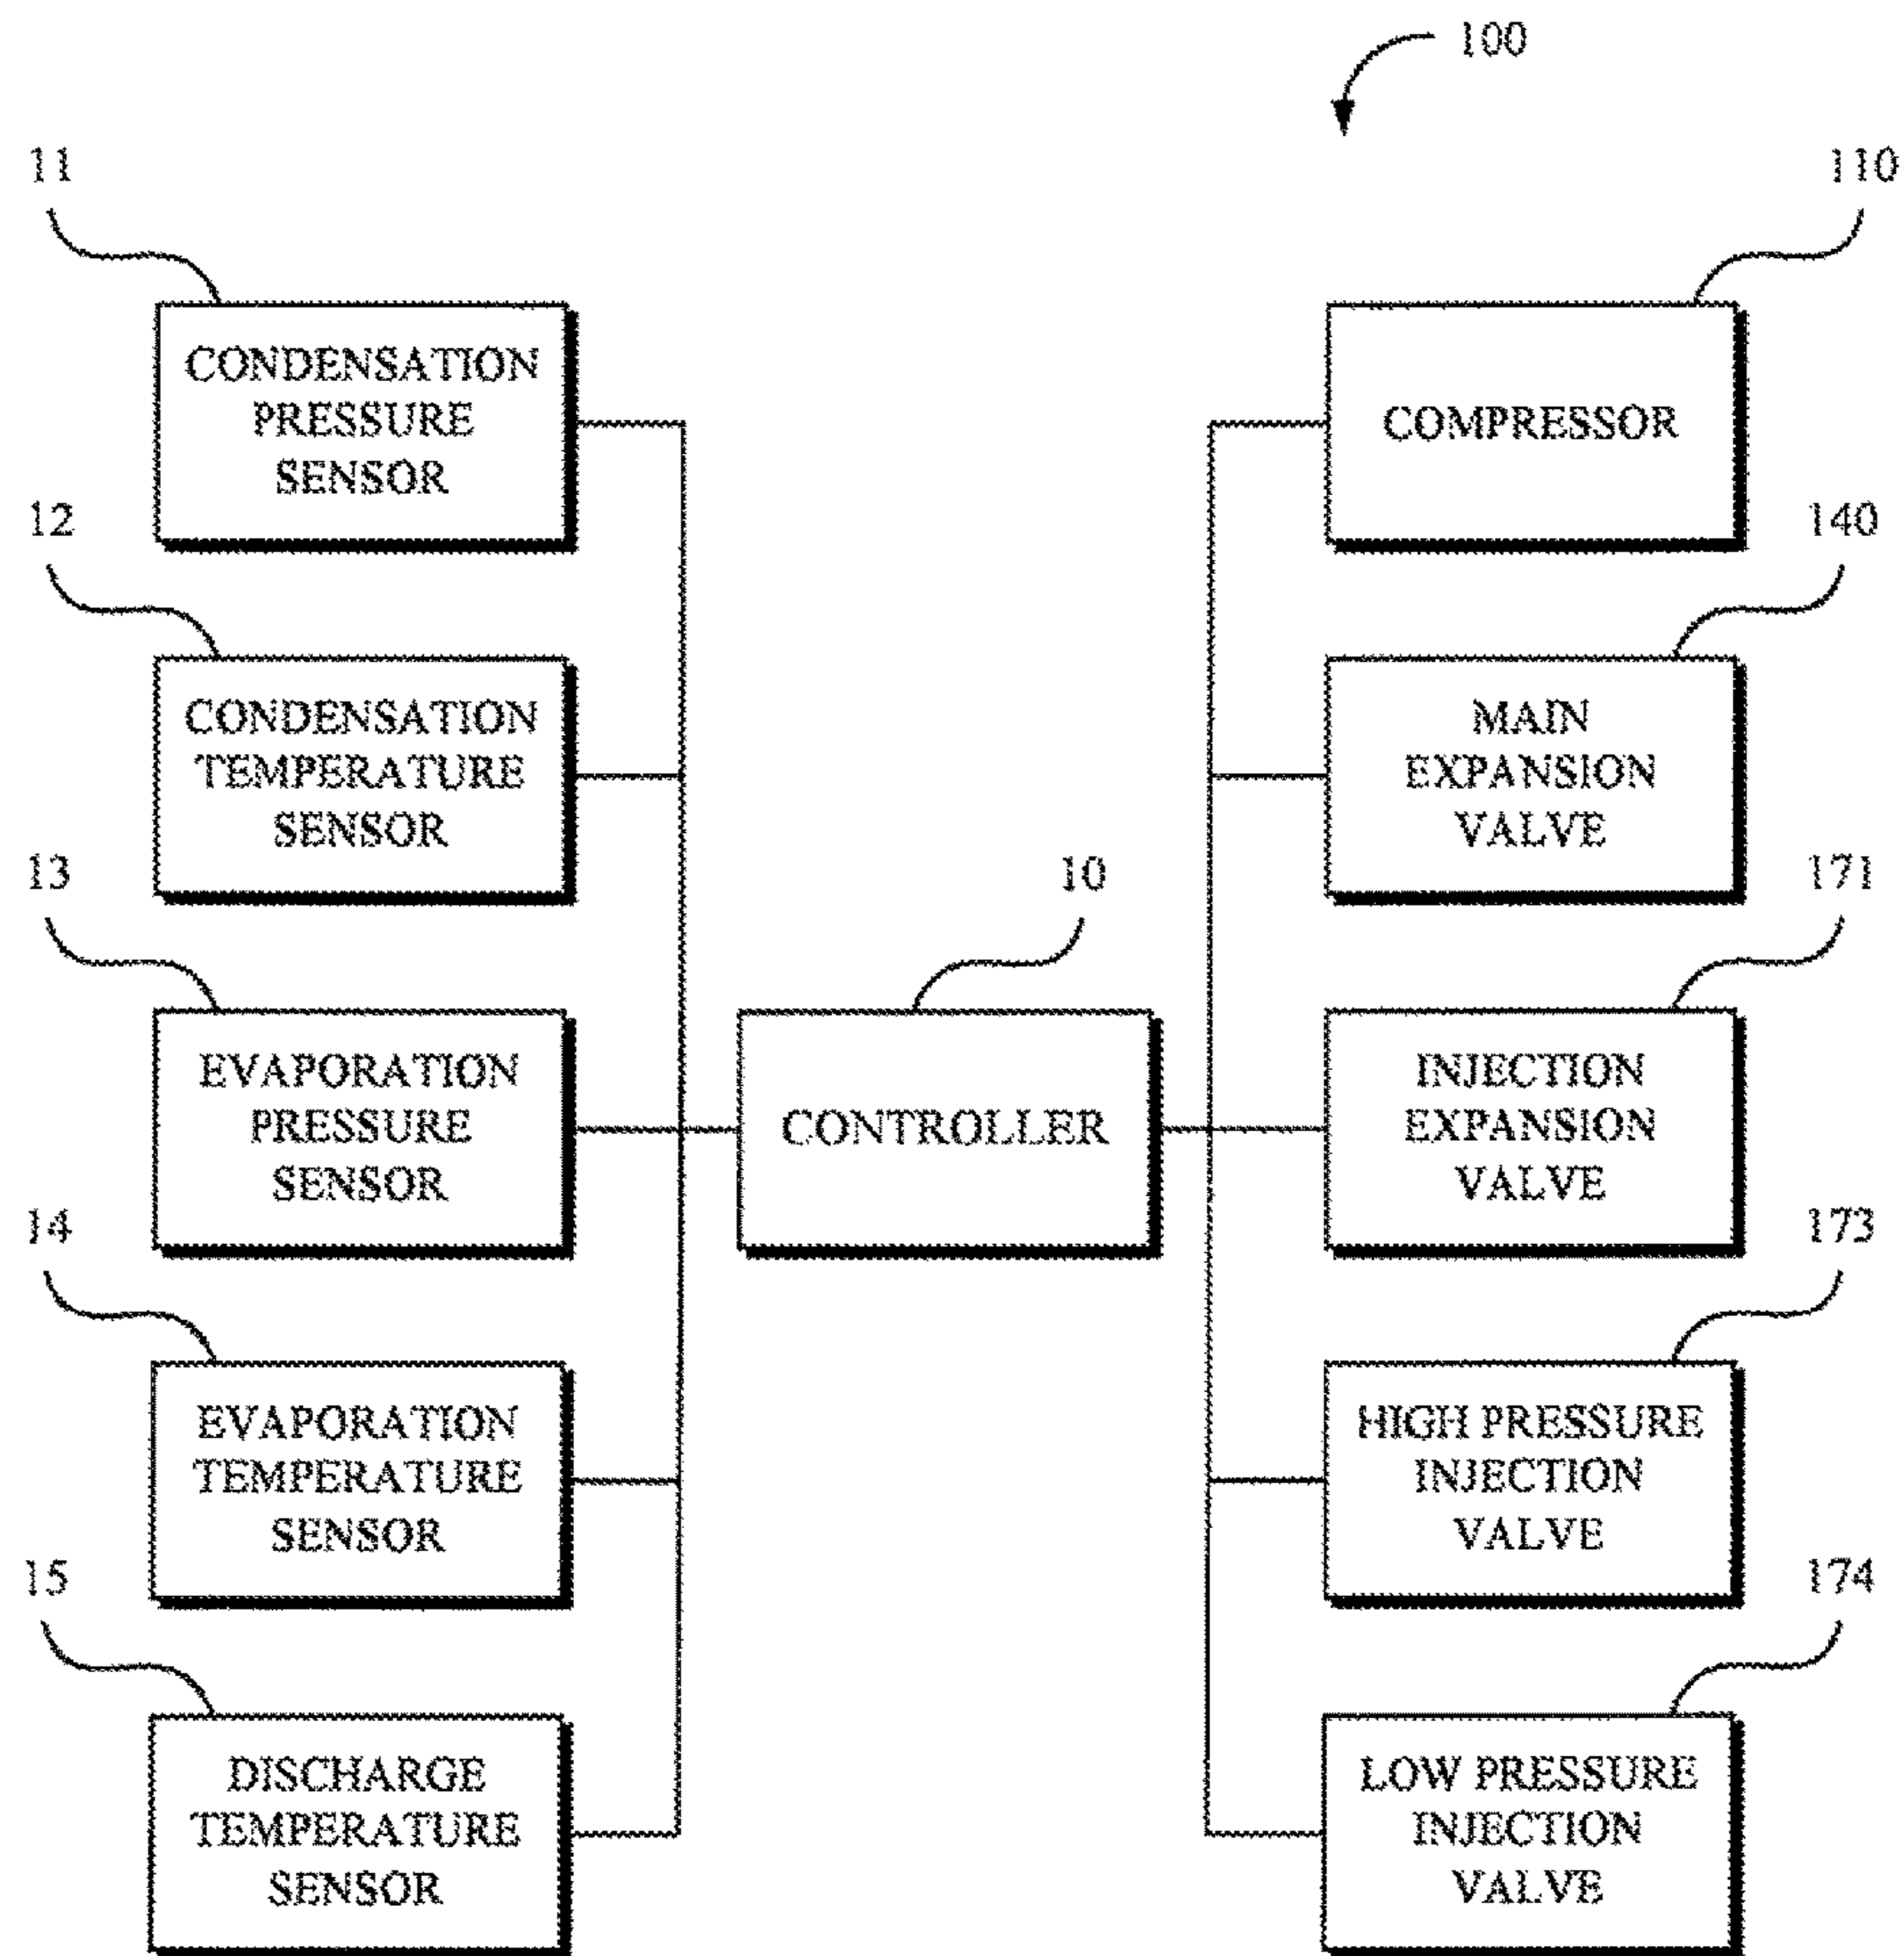 100
11
110
CONDENSATION
PRESSURE
SENSOR
COMPRESSOR
12
140
CONDENSATION
TEMPERATURE
SENSOR
MAIN
EXPANSION
VALVE
13
10
171
EVAPORATION
PRESSURE
SENSOR
CONTROLLER
INJECTION
EXPANSION
VALVE
14
173
EVAPORATION
TEMPERATURE
SENSOR
HIGH PRESSURE
INJECTION
VALVE
15
174
DISCHARGE
TEMPERATURE
SENSOR
LOW PRESSURE
INJECTION
VALVE